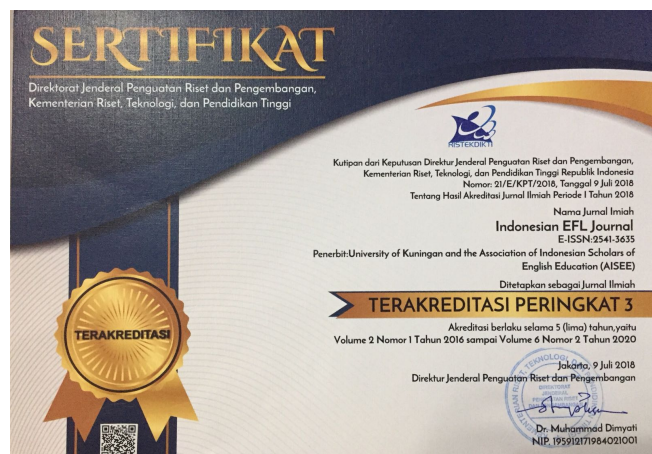 SERTIFIKAT
Direktorat Jenderal Penguatan Riset dan Pengembangan,
Kementerian Riset, Teknologi, dan Pendidikan Tinggi
RISTEKDIKTI
Kutipan dari Keputusan Direktur Jenderal Penguatan Riset dan Pengembangan,
Kementerian Riset, Teknologi, dan Pendidikan Tinggi Republik Indonesia
Nomor: 21/E/KPT/2018, Tanggal 9 Juli 2018
Tentang Hasil Akreditasi Jurnal Ilmiah Periode I Tahun 2018
Nama Jurnal Imiah
Indonesian EFL Journal
E-ISSN:2541-3635
Penerbit:University of Kuningan and the Association of Indonesian Scholars of
English Education (AISEE)
Ditetapkan sebagai Jurnal Ilmiah
TERAKREDITASI PERINGKAT 3
TERAKREDITASI
Akreditasi berlaku selama 5 (lima) tahun,yaitu
Volume 2 Nomor 1 Tahun 2016 sampai Volume 6 Nomor 2 Tahun 2020
Jakarta, 9 Juli 2018
Direktur Jenderal Penguatan Riset dan Pengembangan
DIREKTORAT
JENDERAL
Dr. Muhammad Dimyati
NIP. 195912171984021001